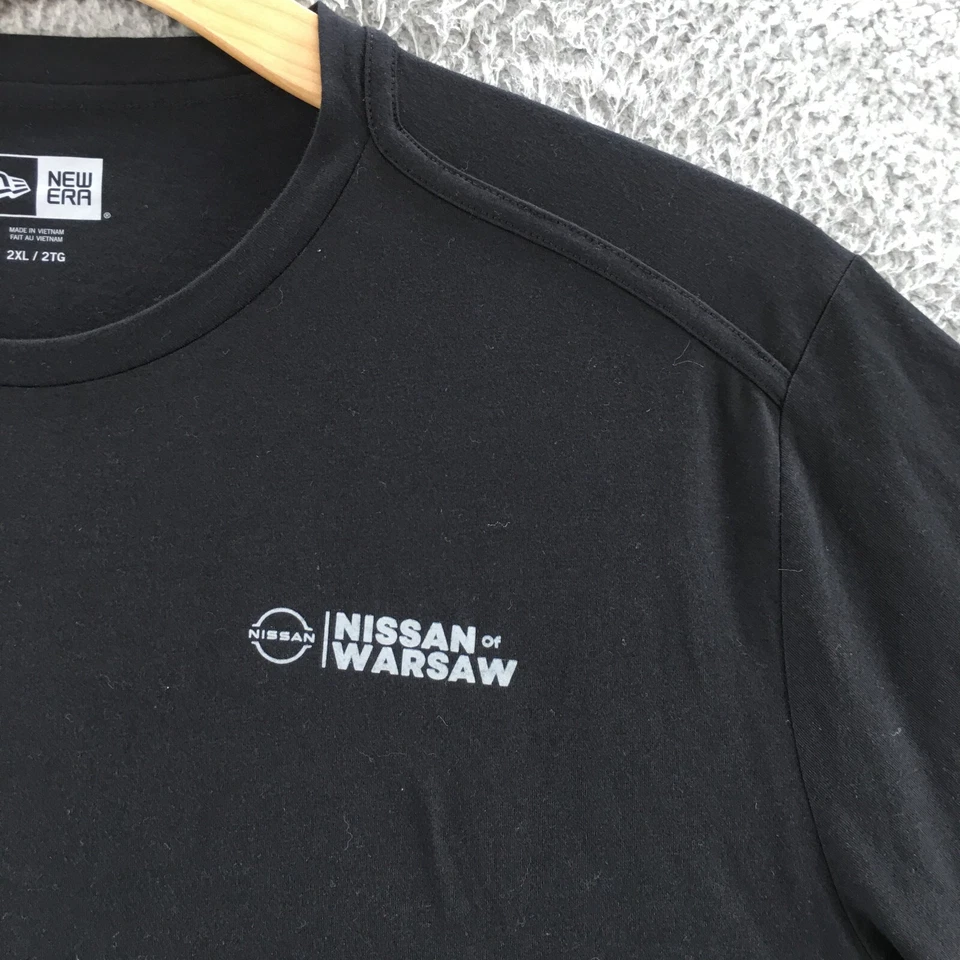 NEW
ERA
®
MADE IN VIETNAM
FAIT AU VIETNAM
2XL / 2TG
NISSAN
NISSAN OF
WARSAW